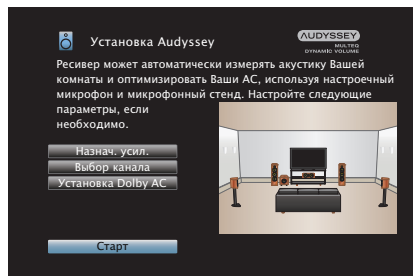 Установка Audyssey
AUDYSSEY
MULTEQ
DYNAMIC VOLUME
Ресивер может автоматически измерять акустику Вашей
комнаты и оптимизировать Ваши АС, используя настроечный
микрофон и микрофонный стенд. Настройте следующие
параметры, если
необходимо.
Назнач. усил.
Выбор канала
Установка Dolby АС
Старт